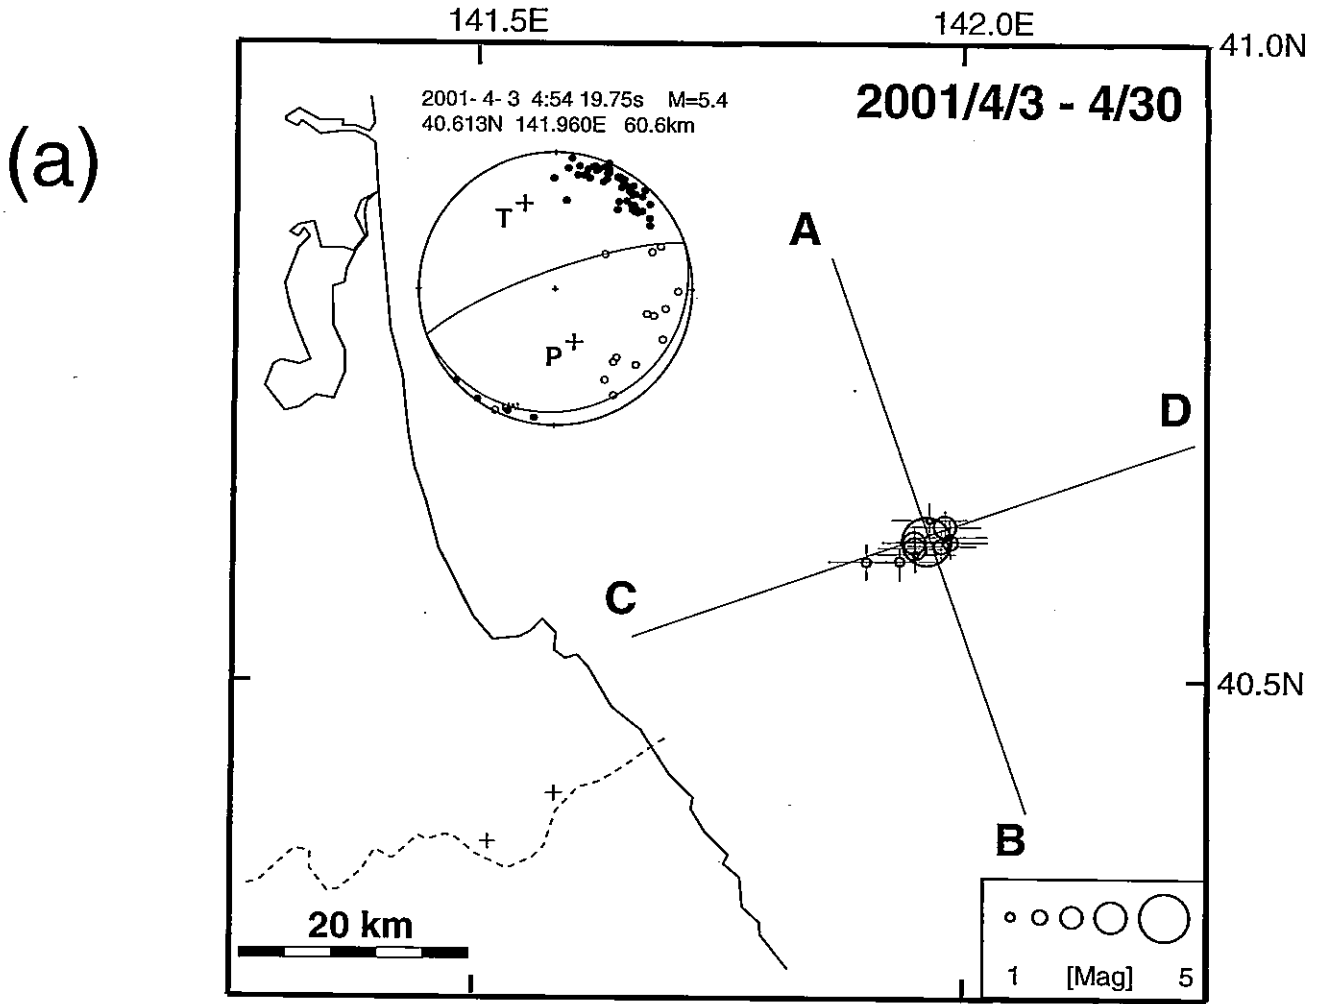 141.5E 142.0E
41.0N
2001- 4- 3 4:54 19.75s M=5.4
40.613N 141.960E 60.6km
2001/4/3 - 4/30
(a)
T
A
P
D
C
40.5N
B
20 km
1 [Mag] 5